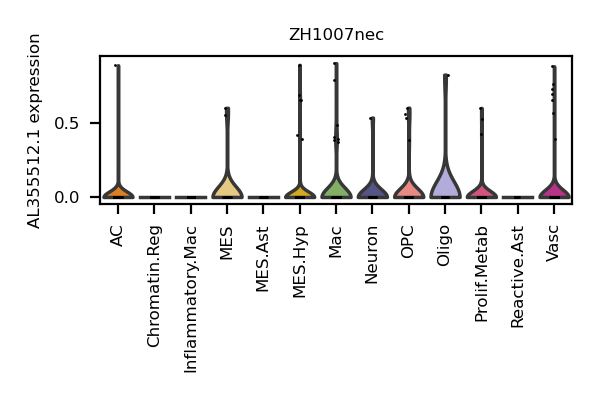 ZH1007nec
AL355512.1 expression
0.5
0.0
AC
Chromatin.Reg
Inflammatory.Mac
MES
MES.Ast
MES.Hyp
Mac
Neuron
OPC
Oligo
Prolif.Metab
Reactive.Ast
Vasc